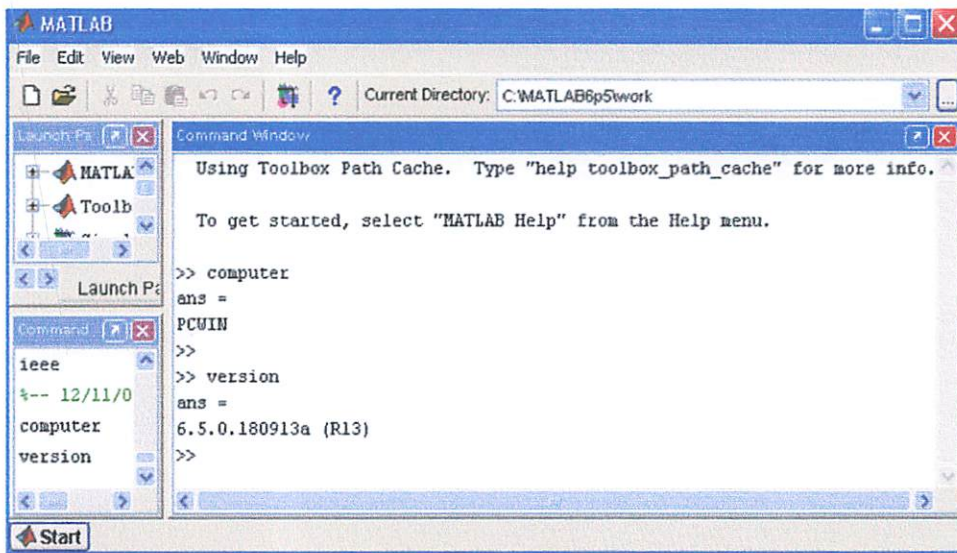 MATLAB
File Edit View Web Window Help
? Current Directory: C:\MATLAB6p5\work ...
Launch Pa
MATLA
Toolb
Launch Pa
Command Window
Using Toolbox Path Cache. Type "help toolbox_path_cache" for more info.
To get started, select "MATLAB Help" from the Help menu.
>> computer
ans =
PCWIN
>>
>> version
ans =
6.5.0.180913a (R13)
>>
Command
ieee
%-- 12/11/0
computer
version
Start